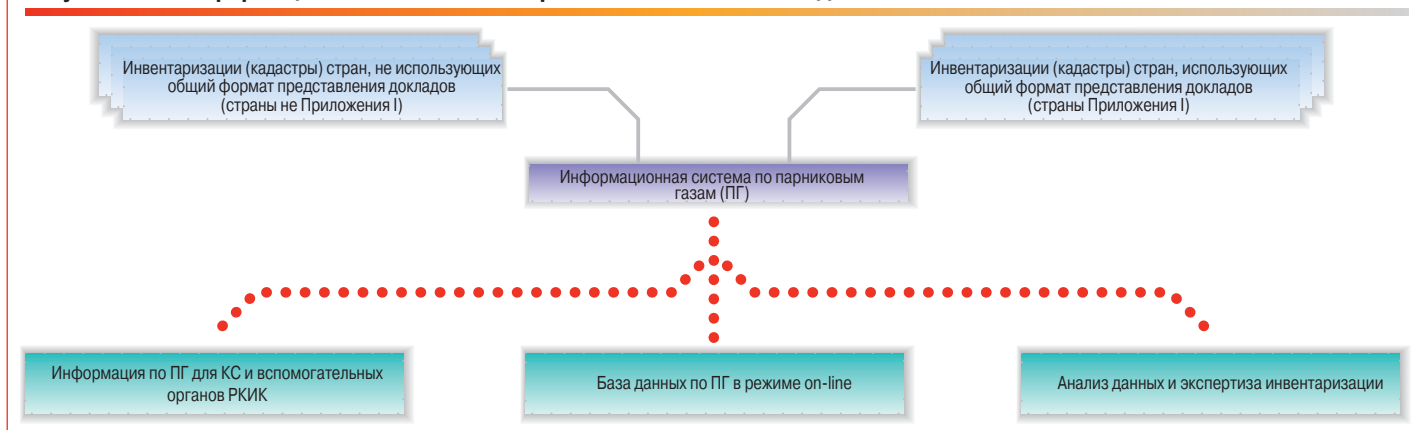 Инвентаризации (кадастры) стран, не использующих
общий формат представления докладов
(страны не Приложения I)
Инвентаризации (кадастры) стран, использующих
общий формат представления докладов
(страны Приложения I)
Информационная система по парниковым
газам (ПГ)
Информация по ПГ для КС и вспомогательных
органов РКИК
База данных по ПГ в режиме on-line
Анализ данных и экспертиза инвентаризации